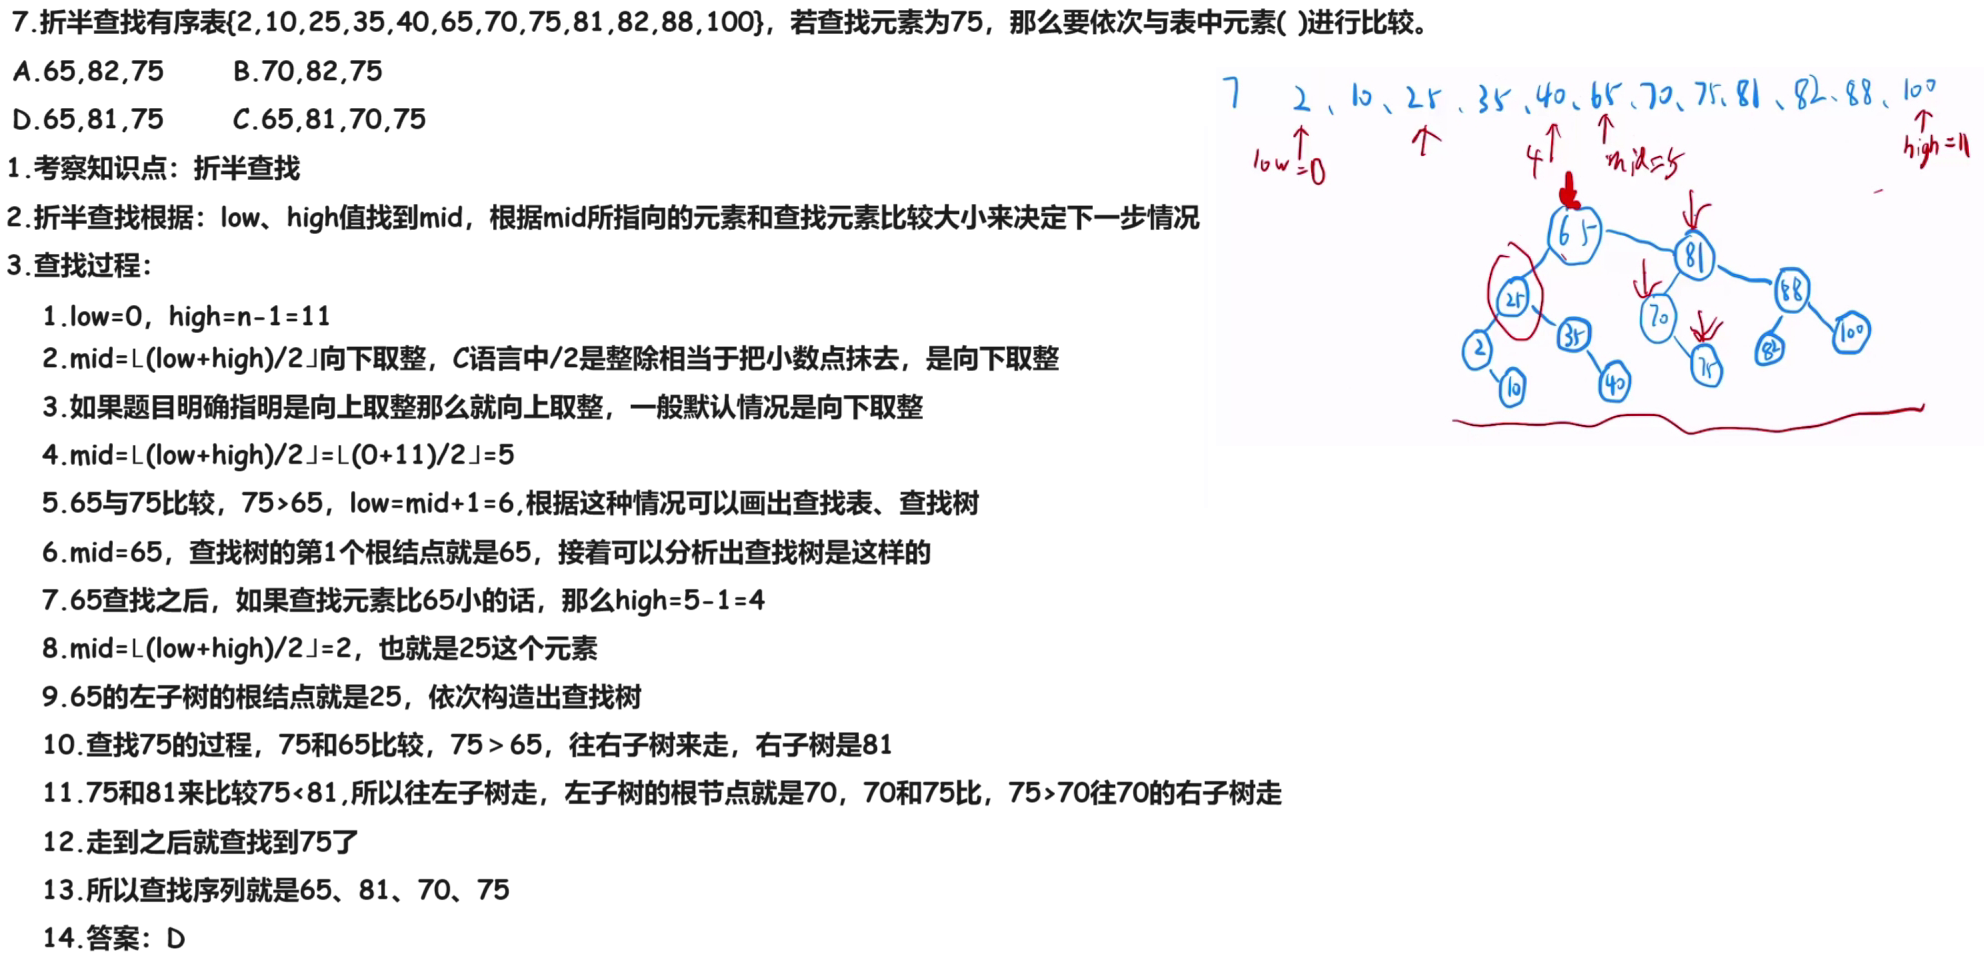 7.折半查找有序表{2,10,25,35,40,65,70,75,81,82,88,100}，若查找元素为75，那么要依次与表中元素( )进行比较。
A.65,82,75 B.70,82,75
D.65,81,75 C.65,81,70,75
1.考察知识点：折半查找
2.折半查找根据：low、high值找到mid，根据mid所指向的元素和查找元素比较大小来决定下一步情况
3.查找过程：
1.low=0，high=n-1=11
2.mid=⌊(low+high)/2⌋向下取整，C语言中/2是整除相当于把小数点抹去，是向下取整
3.如果题目明确指明是向上取整那么就向上取整，一般默认情况是向下取整
4.mid=⌊(low+high)/2⌋=⌊(0+11)/2⌋=5
5.65与75比较，75>65，low=mid+1=6,根据这种情况可以画出查找表、查找树
6.mid=65，查找树的第1个根结点就是65，接着可以分析出查找树是这样的
7.65查找之后，如果查找元素比65小的话，那么high=5-1=4
8.mid=⌊(low+high)/2⌋=2，也就是25这个元素
9.65的左子树的根结点就是25，依次构造出查找树
10.查找75的过程，75和65比较，75＞65，往右子树来走，右子树是81
11.75和81来比较75<81,所以往左子树走，左子树的根节点就是70，70和75比，75>70往70的右子树走
12.走到之后就查找到75了
13.所以查找序列就是65、81、70、75
14.答案：D
7 2、10、25、35、40、65、70、75、81、82、88、100
low=0 4 mid=5 high=11
65
81
25 70 88
2 35 75 82 100
10 40